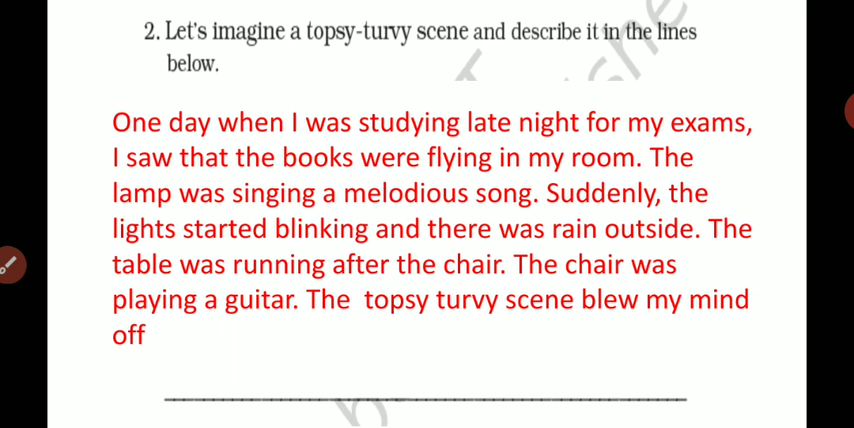 2. Let's imagine a topsy-turvy scene and describe it in the lines
below.
One day when I was studying late night for my exams,
I saw that the books were flying in my room. The
lamp was singing a melodious song. Suddenly, the
lights started blinking and there was rain outside. The
table was running after the chair. The chair was
playing a guitar. The  topsy turvy scene blew my mind
off